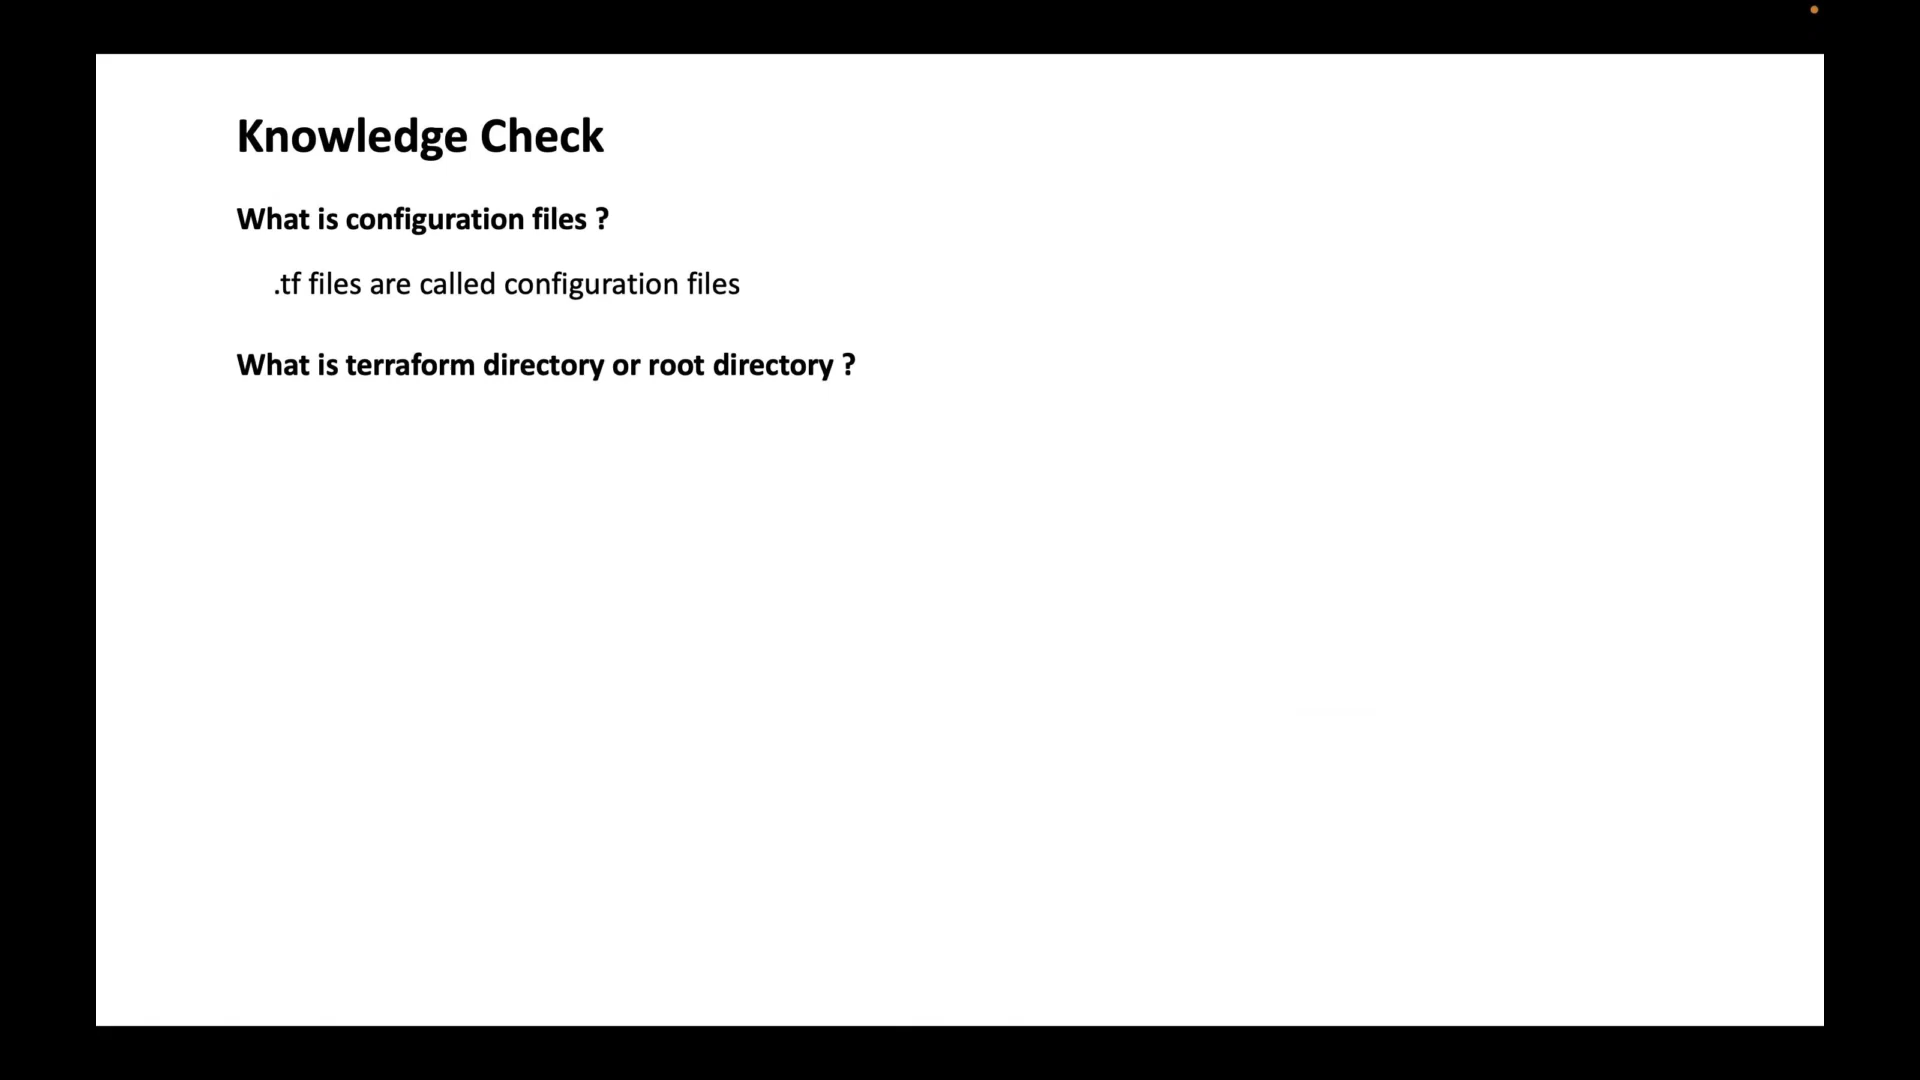 Knowledge Check
What is configuration files ?
.tf files are called configuration files
What is terraform directory or root directory ?